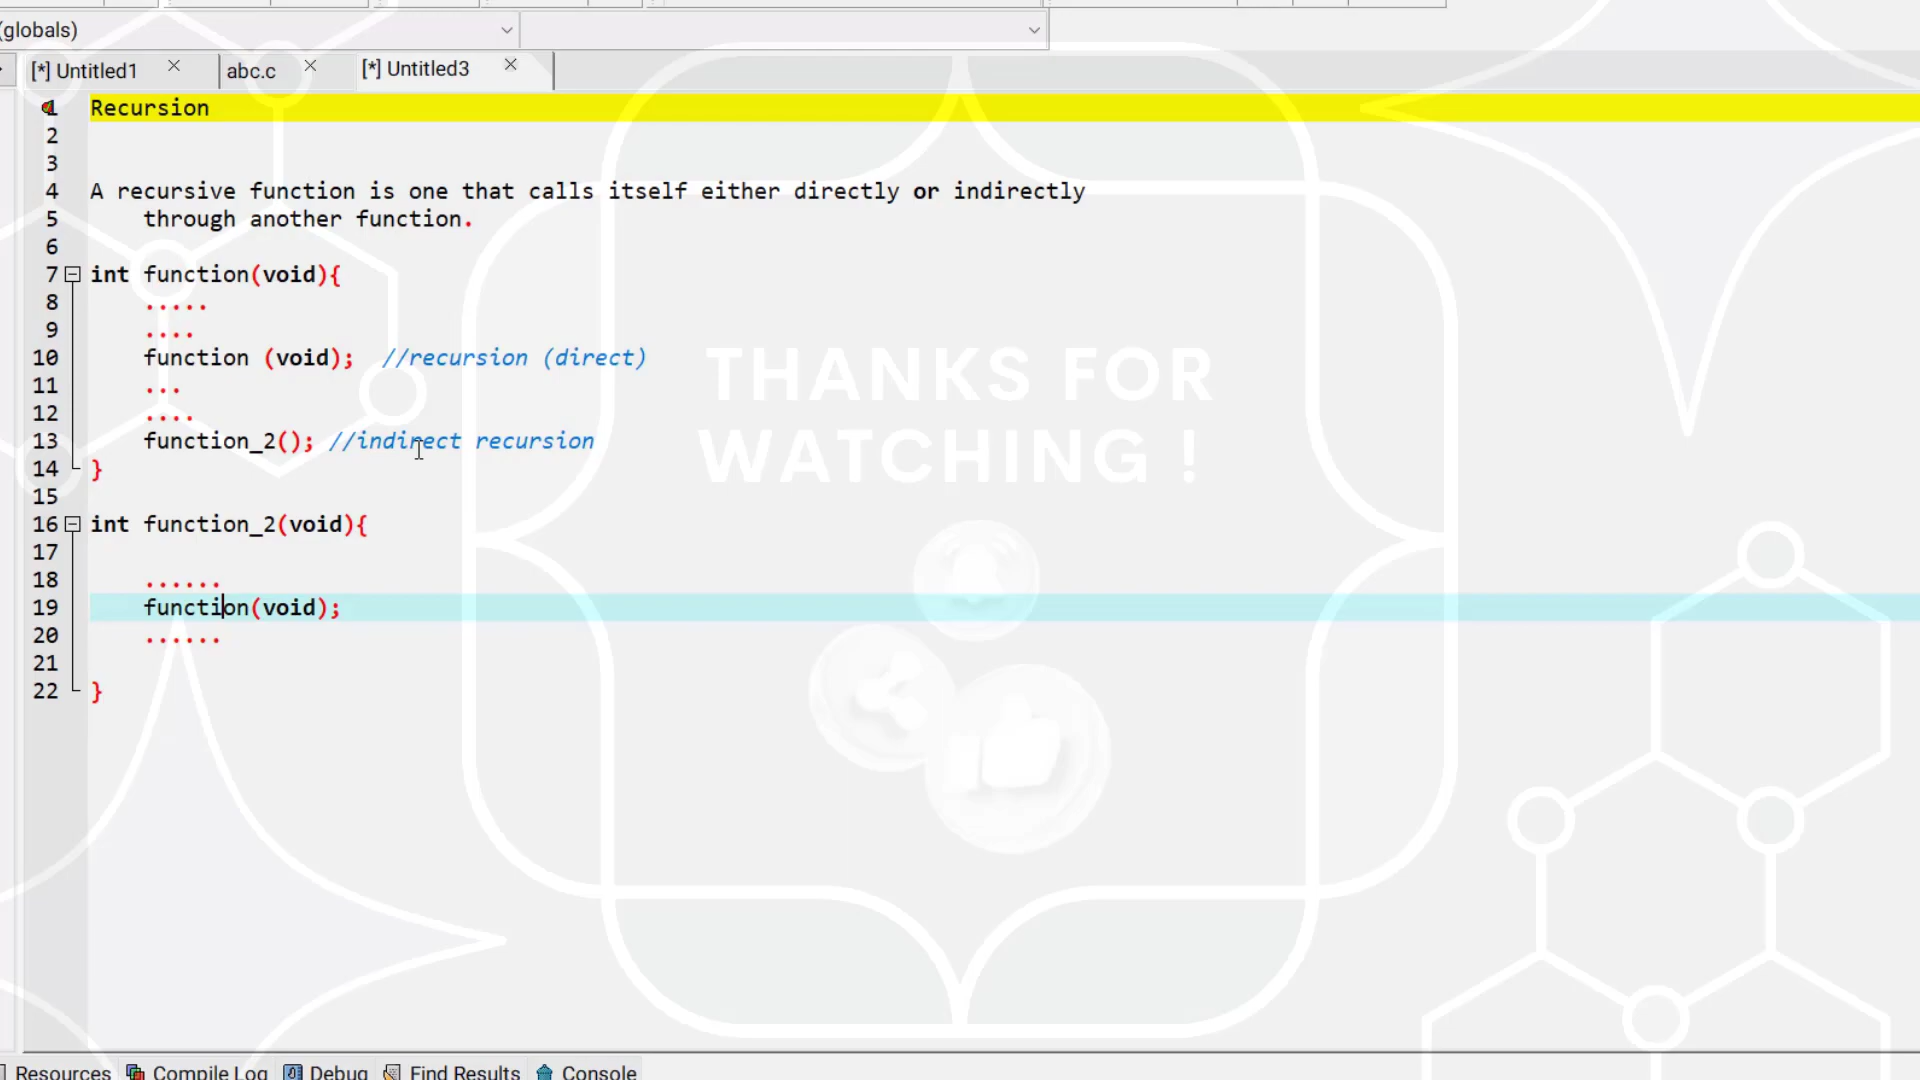 (globals)
[*] Untitled1
abc.c
[*] Untitled3
1 Recursion
2
3
4 A recursive function is one that calls itself either directly or indirectly
5 through another function.
6
7 int function(void){
8 .....
9 ....
10 function (void); //recursion (direct)
11 ...
12 ....
13 function_2(); //indirect recursion
14 }
15
16 int function_2(void){
17
18 ......
19 function(void);
20 ......
21
22 }
THANKS FOR
WATCHING !
Resources
Compile Log
Debug
Find Results
Console